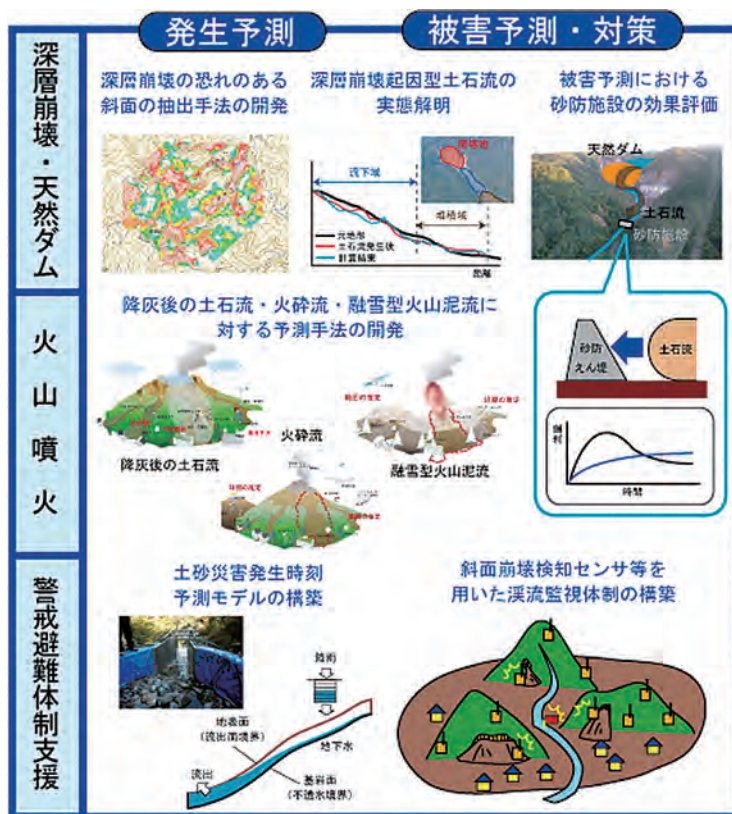 発生予測
被害予測・対策
深層崩壊・天然ダム
深層崩壊の恐れのある
斜面の抽出手法の開発
深層崩壊起因型土石流の
実態解明
崩壊地
流下域
堆積域
元地形
土石流発生後
計算結果
距離
被害予測における
砂防施設の効果評価
天然ダム
土石流
砂防施設
砂防
えん堤
土石流
時間
火山噴火
降灰後の土石流・火砕流・融雪型火山泥流に
対する予測手法の開発
降灰後の土石流
火砕流
融雪型火山泥流
警戒避難体制支援
土砂災害発生時刻
予測モデルの構築
降雨
地表面
(流出面境界)
地下水
流出
基岩面
(不透水境界)
斜面崩壊検知センサ等を
用いた渓流監視体制の構築